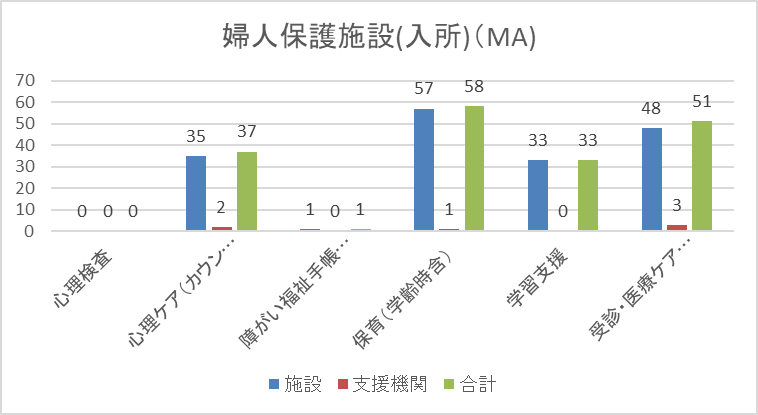 婦人保護施設(入所)（MA)
70
60
50
40
30
20
10
0
0 0 0
35 2 37
1 0 1
57 1 58
33 0 33
48 3 51
心理検査
心理ケア（カウン…
障がい福祉手帳…
保育（学齢時含）
学習支援
受診・医療ケア…
施設 支援機関 合計